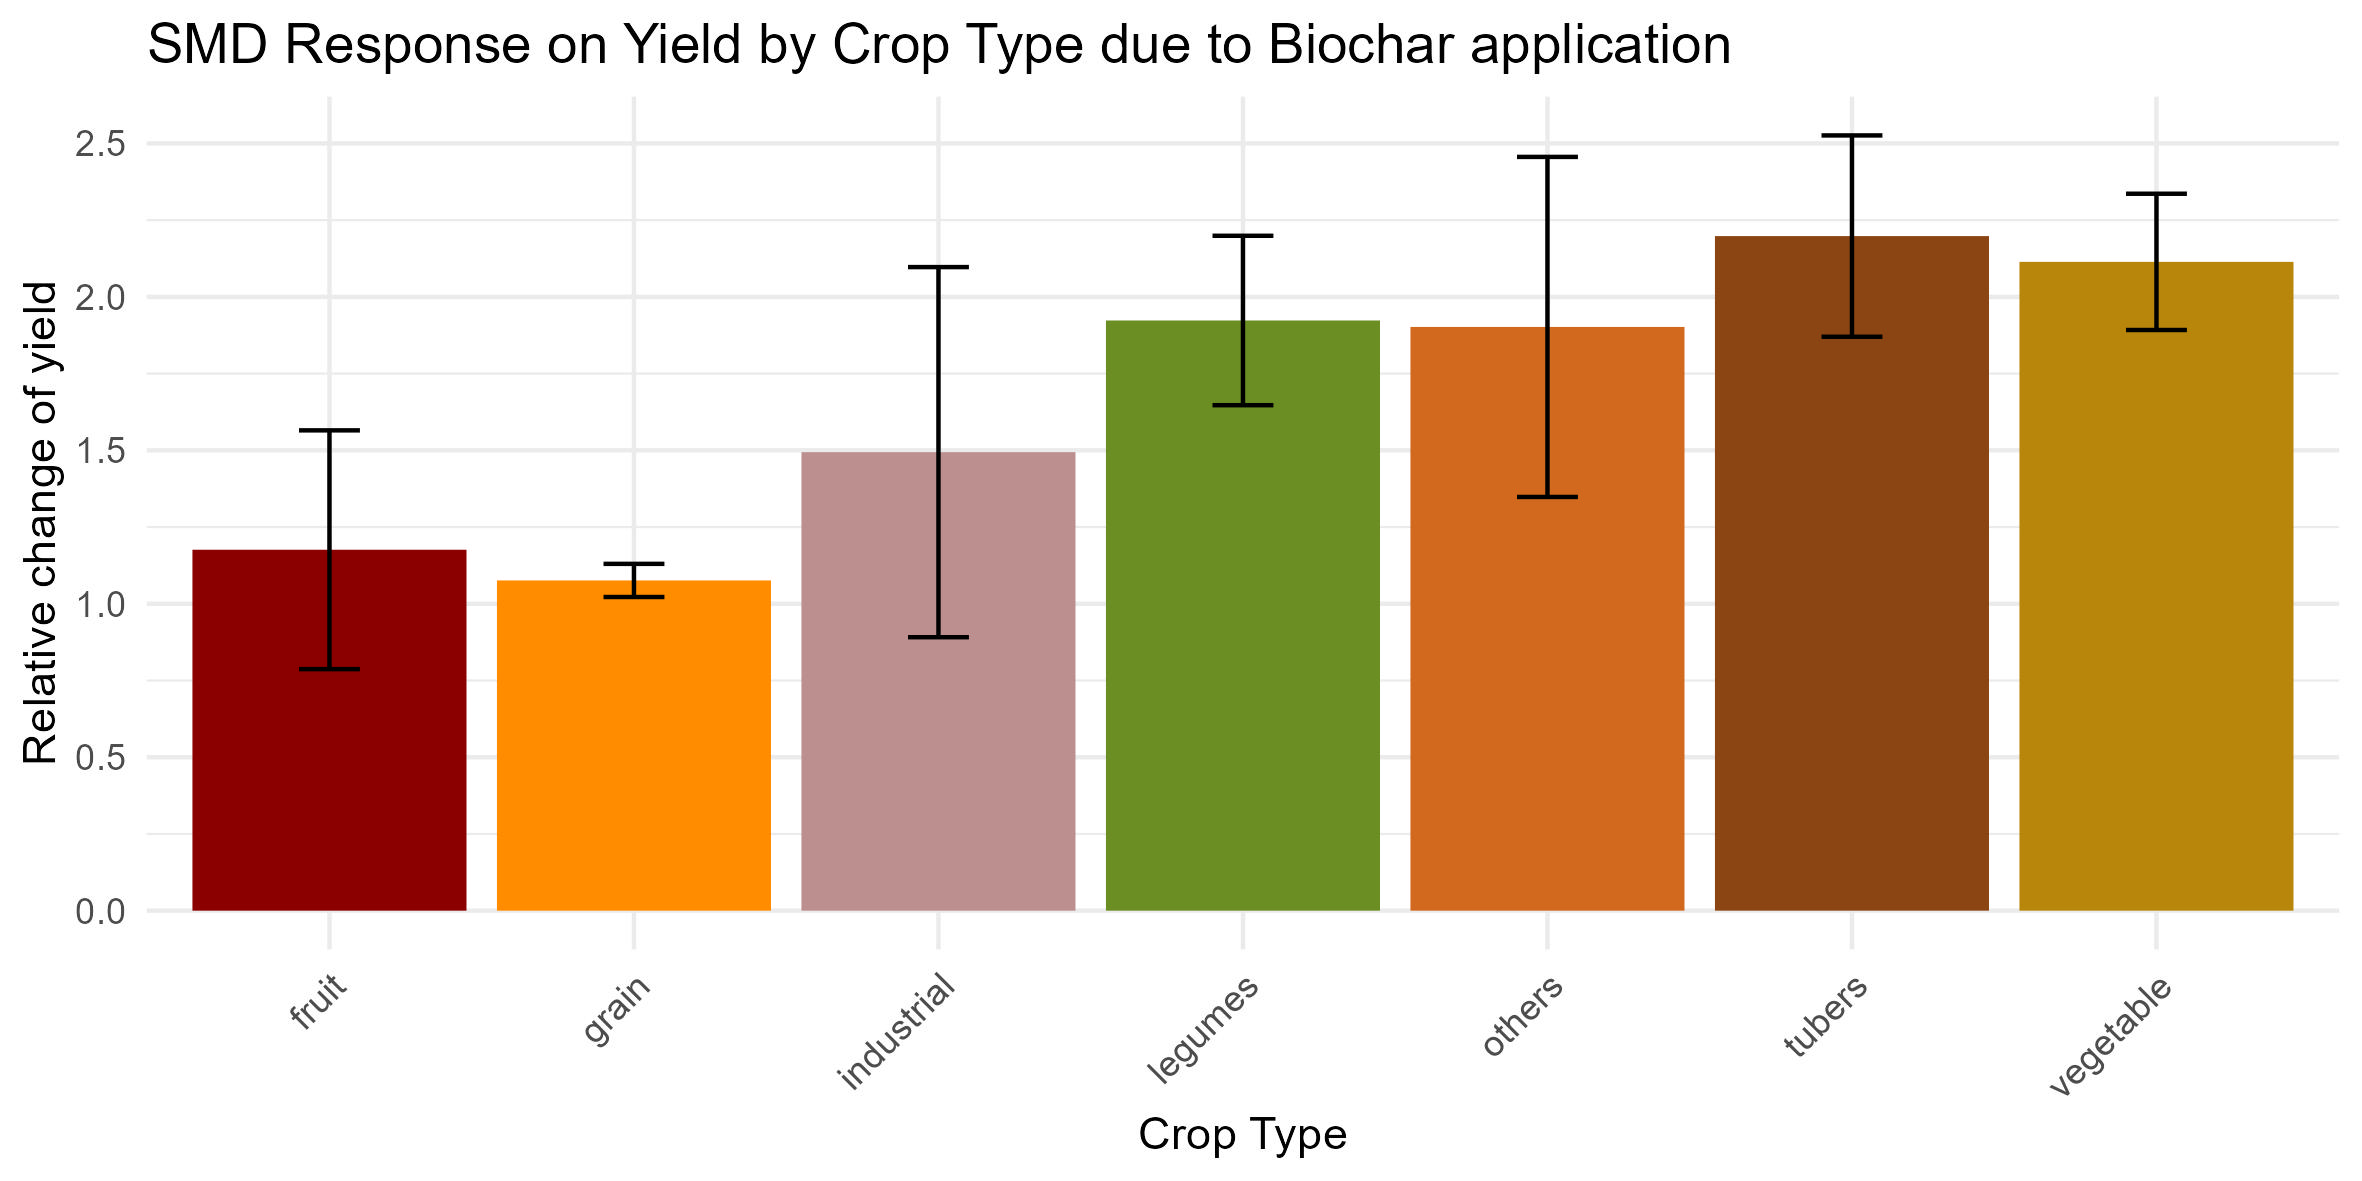 SMD Response on Yield by Crop Type due to Biochar application
Relative change of yield
2.5
2.0
1.5
1.0
0.5
0.0
fruit
grain
industrial
legumes
others
tubers
vegetable
Crop Type